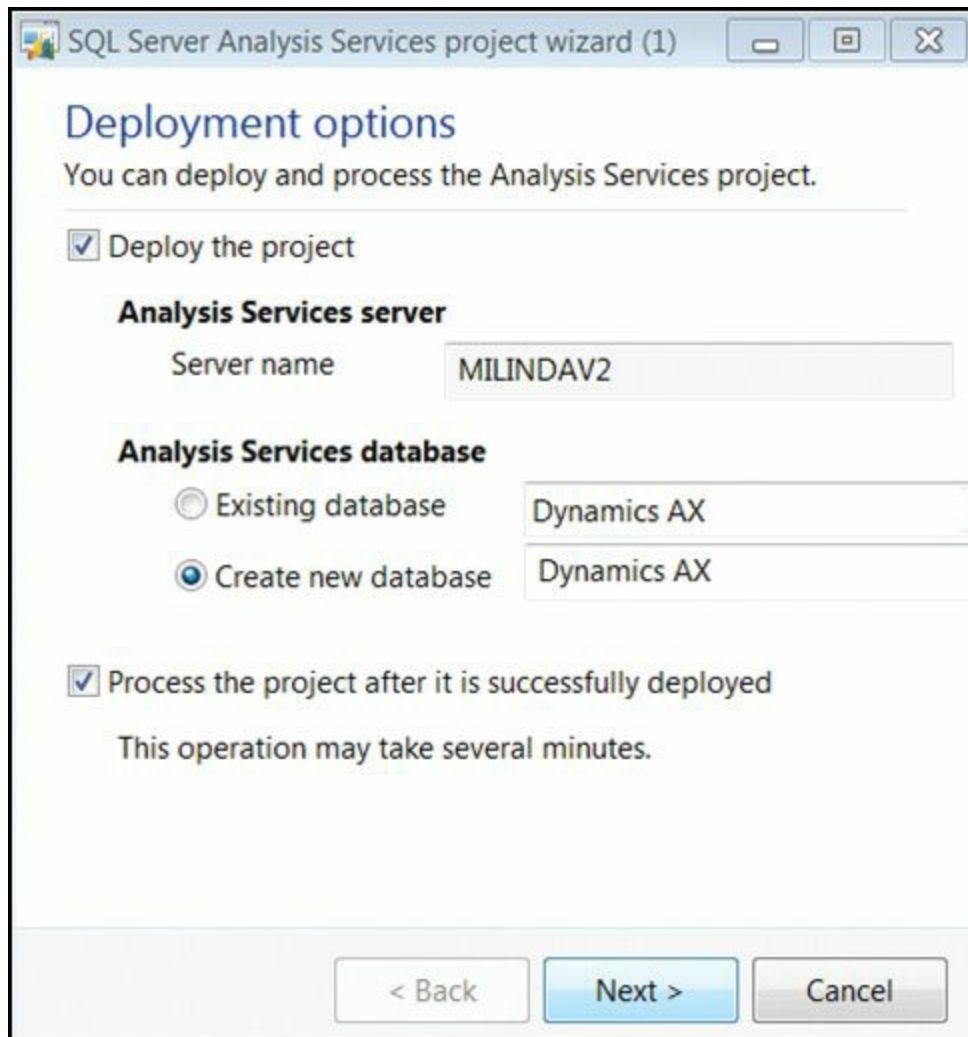 SQL Server Analysis Services project wizard (1)
Deployment options
You can deploy and process the Analysis Services project.
Deploy the project
Analysis Services server
Server name MILINDAV2
Analysis Services database
Existing database Dynamics AX
Create new database Dynamics AX
Process the project after it is successfully deployed
This operation may take several minutes.
< Back Next > Cancel